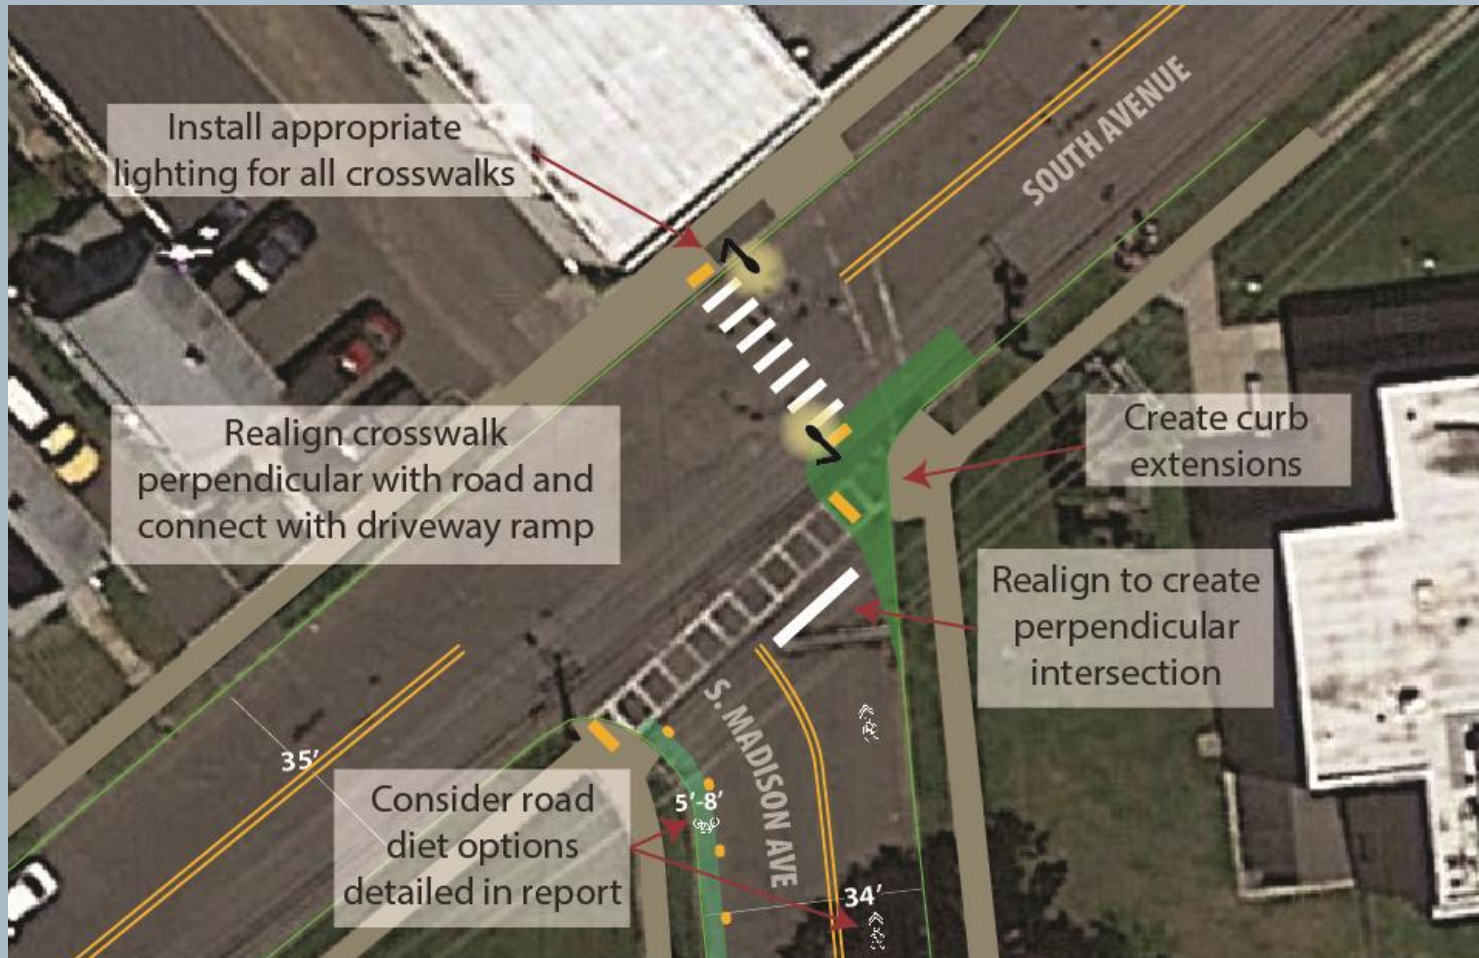 SOUTH AVENUE
Install appropriate
lighting for all crosswalks
Realign crosswalk
perpendicular with road and
connect with driveway ramp
Create curb
extensions
Realign to create
perpendicular
intersection
S. MADISON AVE
35'
Consider road
diet options
detailed in report
5'-8'
34'